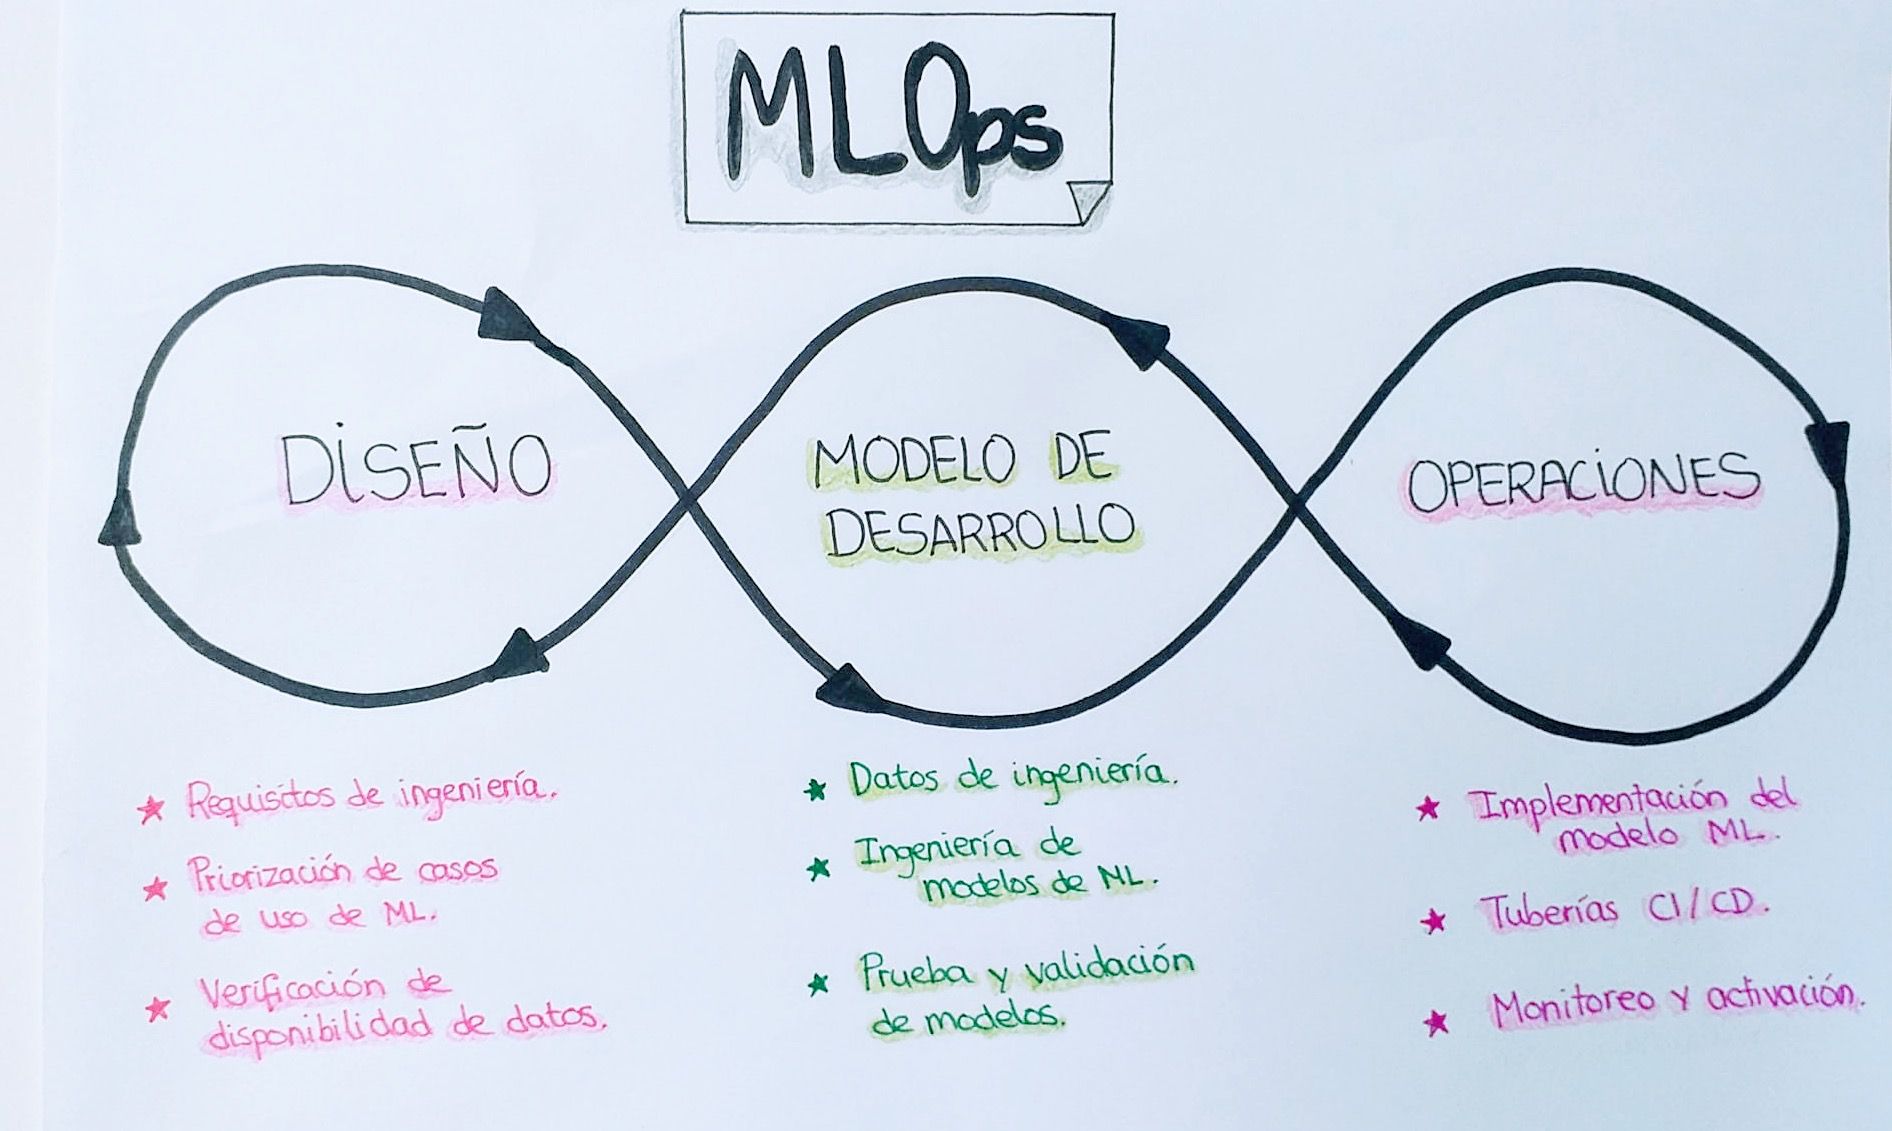 MLOps
DISEÑO
MODELO DE
DESARROLLO
OPERACIONES
★ Requisitos de ingeniería.
★ Priorización de casos
de uso de ML.
★ Verificación de
disponibilidad de datos.
★ Datos de ingeniería.
★ Ingeniería de
modelos de ML.
★ Prueba y validación
de modelos.
★ Implementación del
modelo ML.
★ Tuberías CI/CD.
★ Monitoreo y activación.